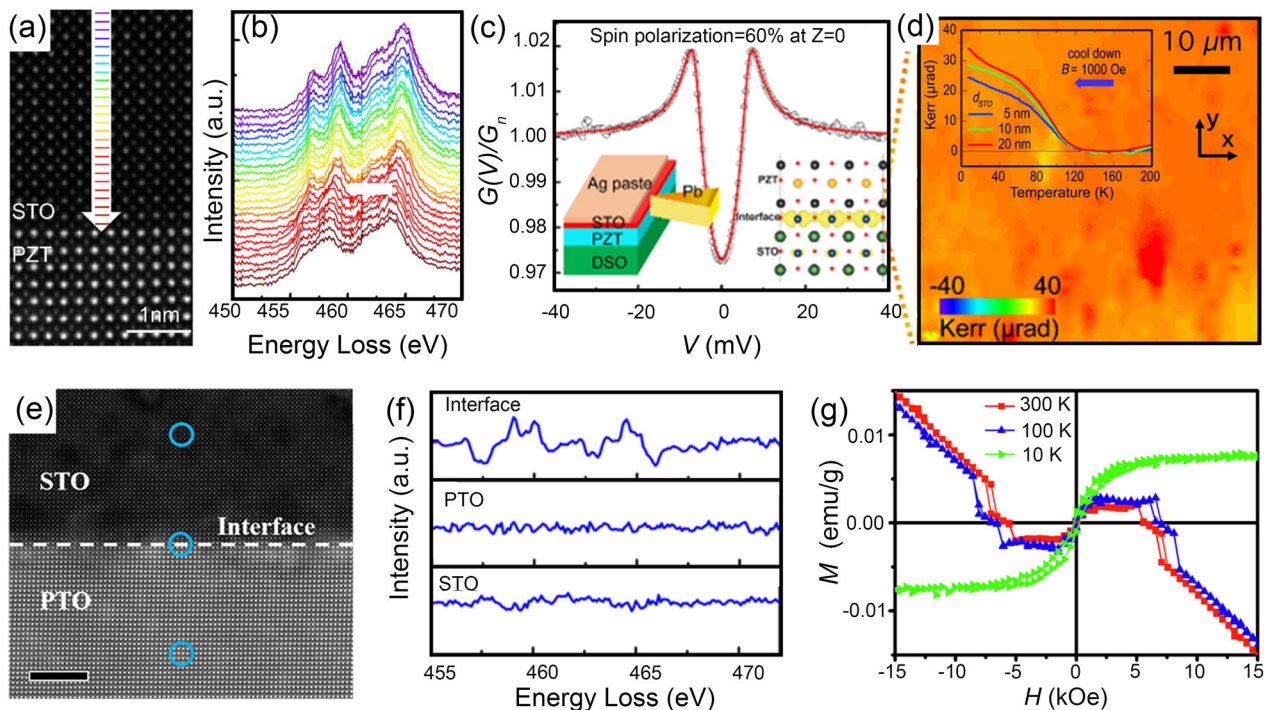 (a)
STO
PZT
1nm
(b)
Intensity (a.u.)
450 455 460 465 470
Energy Loss (eV)
(c)
Spin polarization=60% at Z=0
G(V)/Gn
1.02
1.01
1.00
0.99
0.98
0.97
-40 -20 0 20 40
V (mV)
Ag paste
Pb
STO
PZT
DSO
PZT
Interface
STO
(d)
10 µm
y
x
Kerr (µrad)
40
30
20
10
0
0 40 80 120 160 200
Temperature (K)
cool down
B = 1000 Oe
dSTO
5 nm
10 nm
20 nm
-40 40
Kerr (µrad)
(e)
STO
Interface
PTO
(f)
Intensity (a.u.)
Interface
PTO
STO
455 460 465 470
Energy Loss (eV)
(g)
300 K
100 K
10 K
M (emu/g)
0.01
0.00
-0.01
-15 -10 -5 0 5 10 15
H (kOe)